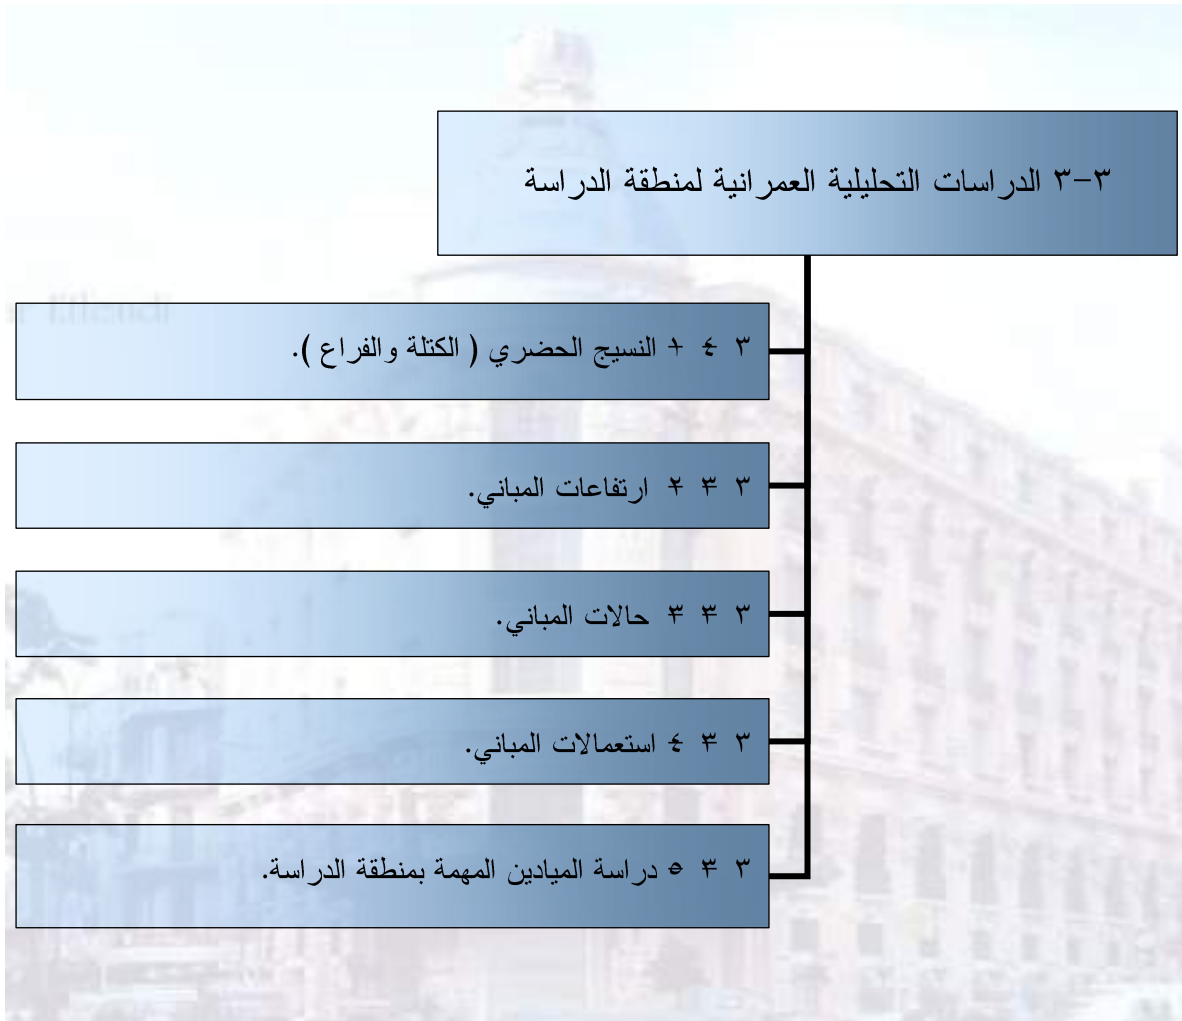 ٣-٣ الدراسات التحليلية العمرانية لمنطقة الدراسة
٣ ٤ ١ النسيج الحضري ( الكتلة والفراع ).
٣ ٣ ٢ ارتفاعات المباني.
٣ ٣ ٣ حالات المباني.
٣ ٣ ٤ استعمالات المباني.
٣ ٣ ٥ دراسة الميادين المهمة بمنطقة الدراسة.